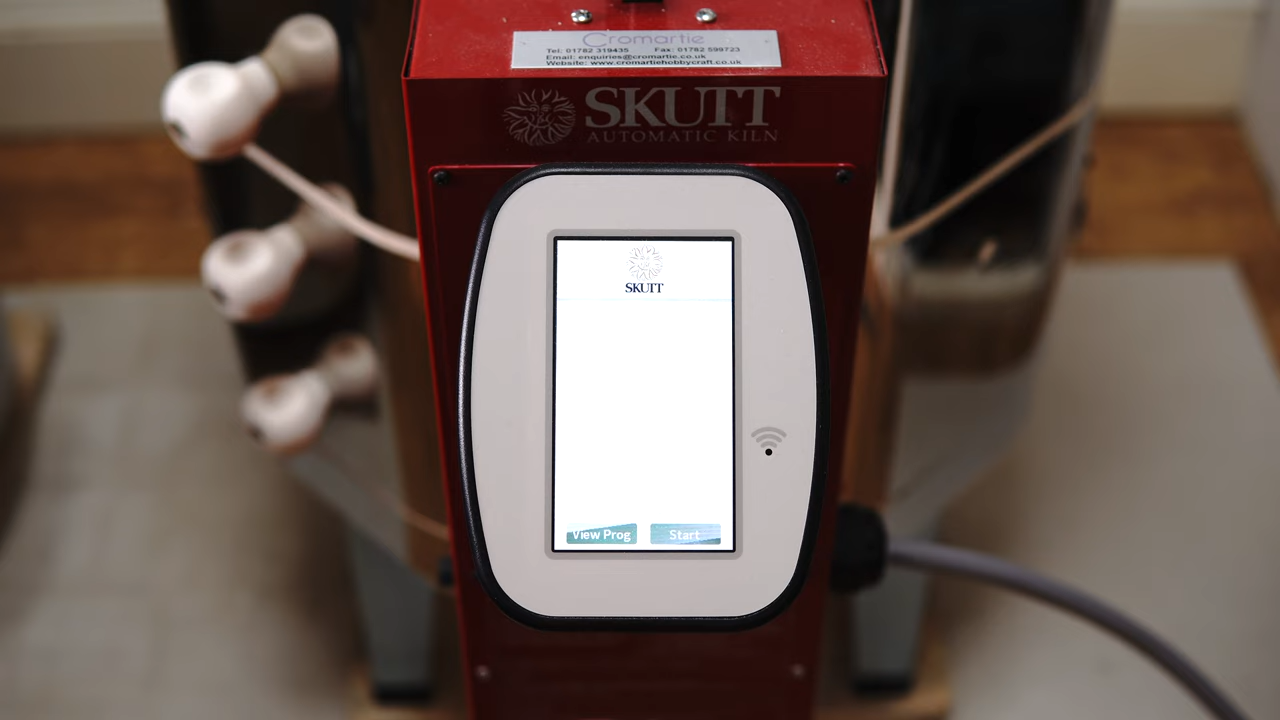 Cromartie
Tel: 01782 319435 Fax: 01782 599723
Email: enquiries@cromartie.co.uk
Website: www.cromartiehobbycraft.co.uk
SKUTT
AUTOMATIC KILN
SKUTT
View Prog Start